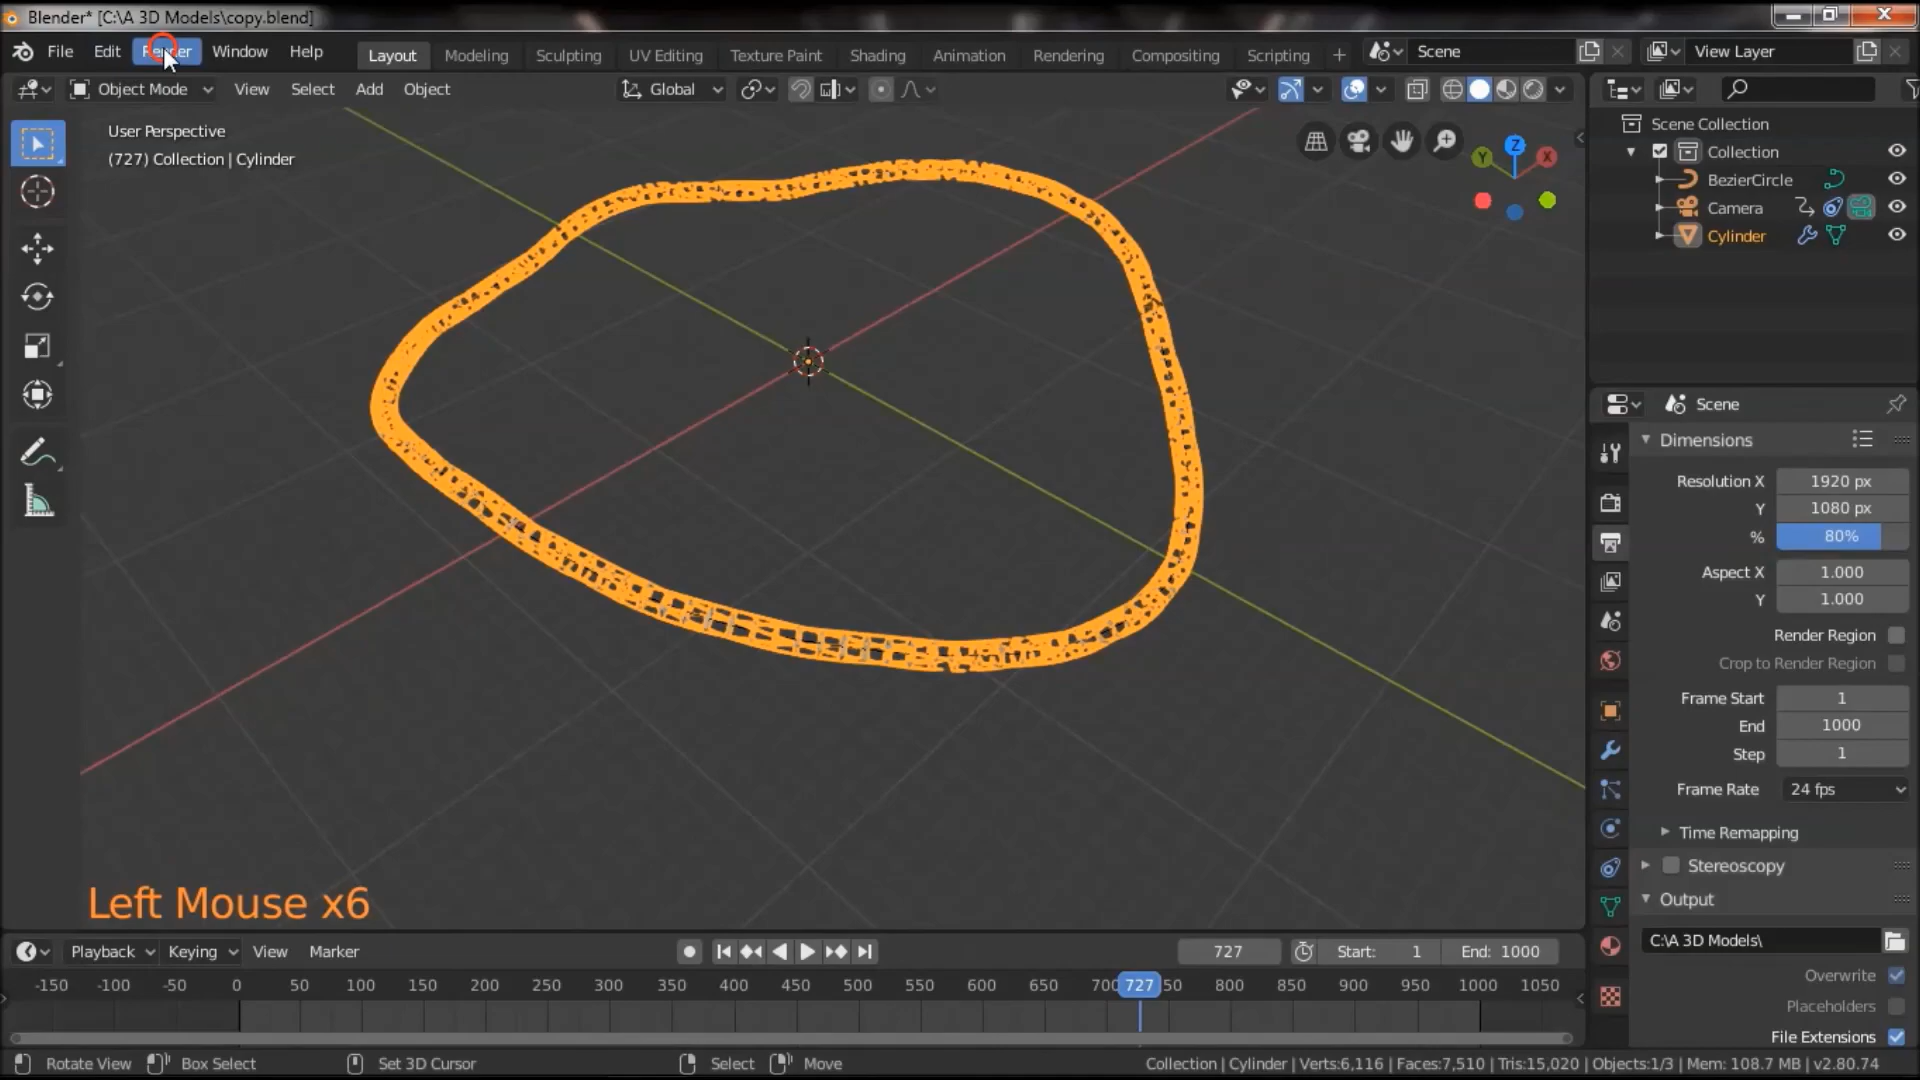 Blender* [C:\A 3D Models\copy.blend]
File Edit Render Window Help Layout Modeling Sculpting UV Editing Texture Paint Shading Animation Rendering Compositing Scripting + Scene View Layer
Object Mode View Select Add Object Global
User Perspective
(727) Collection | Cylinder
Z
Y
X
Scene Collection
Collection
BezierCircle
Camera
Cylinder
Scene
Dimensions
Resolution X 1920 px
Y 1080 px
% 80%
Aspect X 1.000
Y 1.000
Render Region
Crop to Render Region
Frame Start 1
End 1000
Step 1
Frame Rate 24 fps
Time Remapping
Stereoscopy
Output
C:\A 3D Models\
Overwrite
Placeholders
File Extensions
Left Mouse x6
Playback Keying View Marker 727 Start: 1 End: 1000
-150 -100 -50 0 50 100 150 200 250 300 350 400 450 500 550 600 650 700 727 50 800 850 900 950 1000 1050
Rotate View Box Select Set 3D Cursor Select Move Collection | Cylinder | Verts:6,116 | Faces:7,510 | Tris:15,020 | Objects:1/3 | Mem: 108.7 MB | v2.80.74